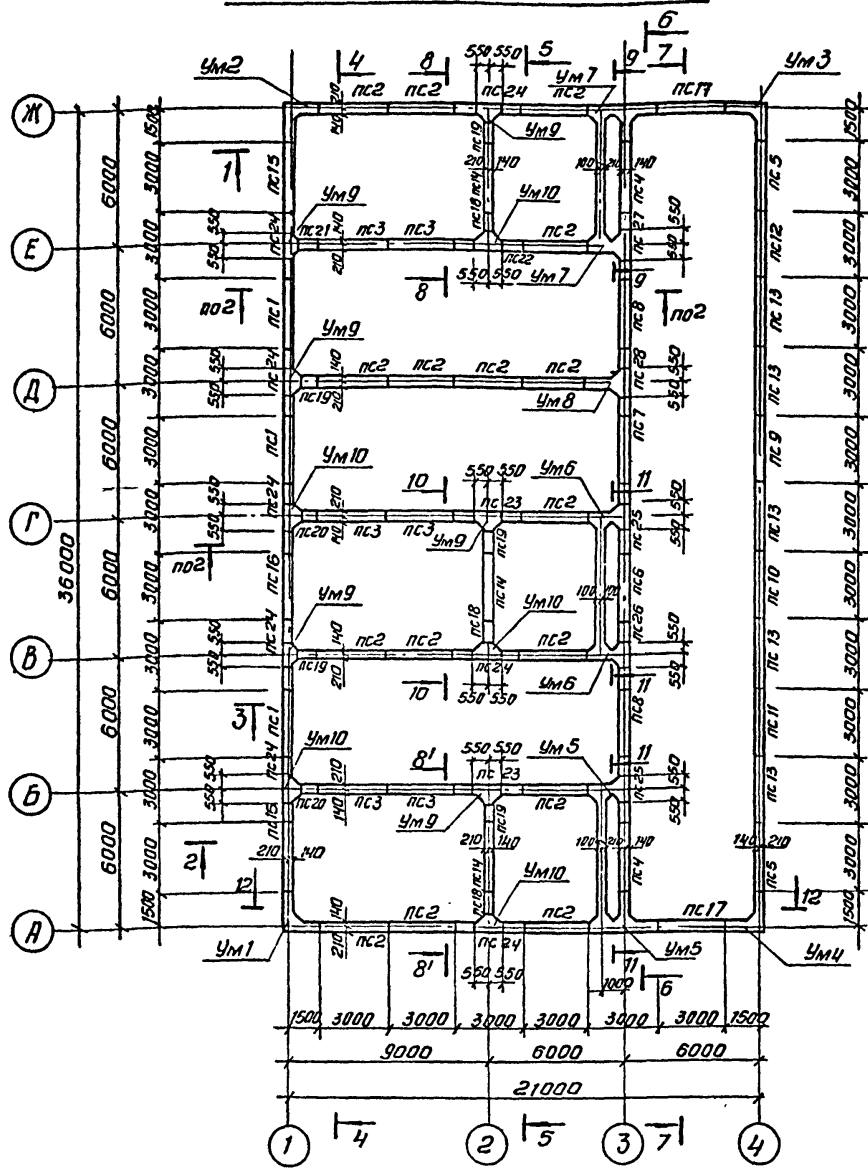 6
550 550
4 8 5 9 7
Ум2 пс2 пс2 пс24 пс2 Ум7 пс17 Ум3
Ж
1500 210 140 пс19 Ум9 1500
1 пс15 210 140 100 210 140 пс4 пс5
6000 3000 пс14 3000
Ум9 пс18 Ум10 пс27 550
пс24 550 пс21 140 пс3 пс3 пс2 пс12
Е
550 210 550 550 пс22 Ум7 550
3000 8 9 3000
по2 пс1 пс8 по2 пс13
6000 3000 Ум9 3000
пс24 550 140 пс2 пс2 пс2 пс2 пс28 550 пс13
Д
550 пс19 210 Ум8 550
3000 пс1 пс7 пс9 3000
6000 Ум10 10 550 550 Ум6 11
3000 пс24 550 210 пс23 пс2 550 3000
Г
550 пс20 140 пс3 пс3 Ум9 пс19 пс25 550 пс13
36000
по2 3000 пс16 пс14 100 100 пс6 пс10 3000
6000 Ум9 Ум10
3000 пс24 550 140 пс2 пс2 пс18 пс2 пс26 550 пс13 3000
В
550 пс19 210 пс24 Ум6 550
10 550 550 11
3 3000 пс1 пс8 пс11 3000
6000 Ум10 8' 550 550 Ум5 11
3000 пс24 550 210 пс23 550 пс13 3000
Б
550 пс15 пс20 140 пс3 пс3 Ум9 пс19 пс2 пс25 550
2 3000 210 140 210 140 100 210 140 пс4 140 210 пс5 3000
6000 12 пс14 12
1500 140 пс2 пс18 Ум10 пс2 пс17 1500
А
Ум1 210 пс2 пс24 Ум5 Ум4
8' 550 550 11
1000 6
1500 3000 3000 3000 3000 3000 3000 1500
9000 6000 6000
21000
1 4 2 5 3 7 4